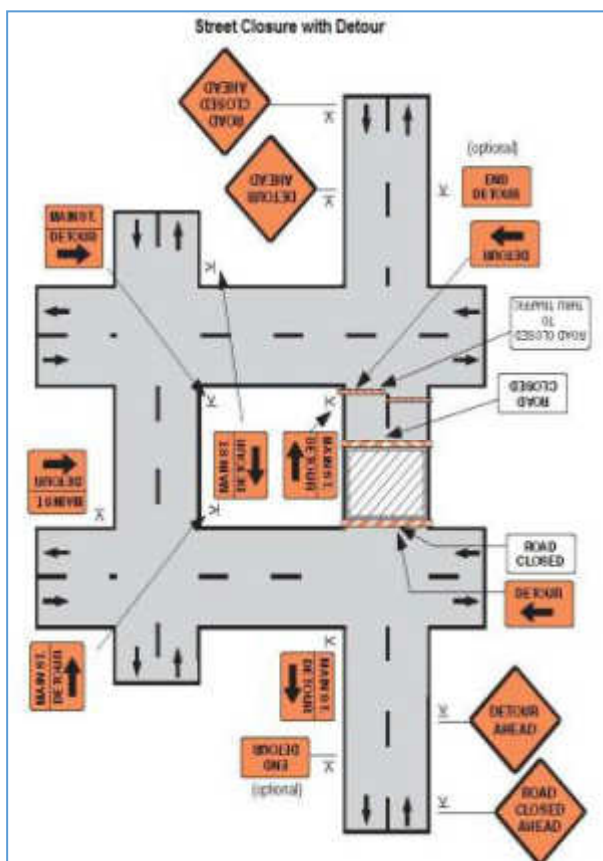 Street Closure with Detour
ROAD
CLOSED
AHEAD
DETOUR
AHEAD
(optional)
END
DETOUR
MAIN ST.
DETOUR
DETOUR
ROAD CLOSED
TO
THRU TRAFFIC
ROAD
CLOSED
MAIN ST.
DETOUR
MAIN ST.
DETOUR
MAIN ST.
DETOUR
ROAD
CLOSED
DETOUR
MAIN ST.
DETOUR
MAIN ST.
DETOUR
DETOUR
AHEAD
END
DETOUR
(optional)
ROAD
CLOSED
AHEAD